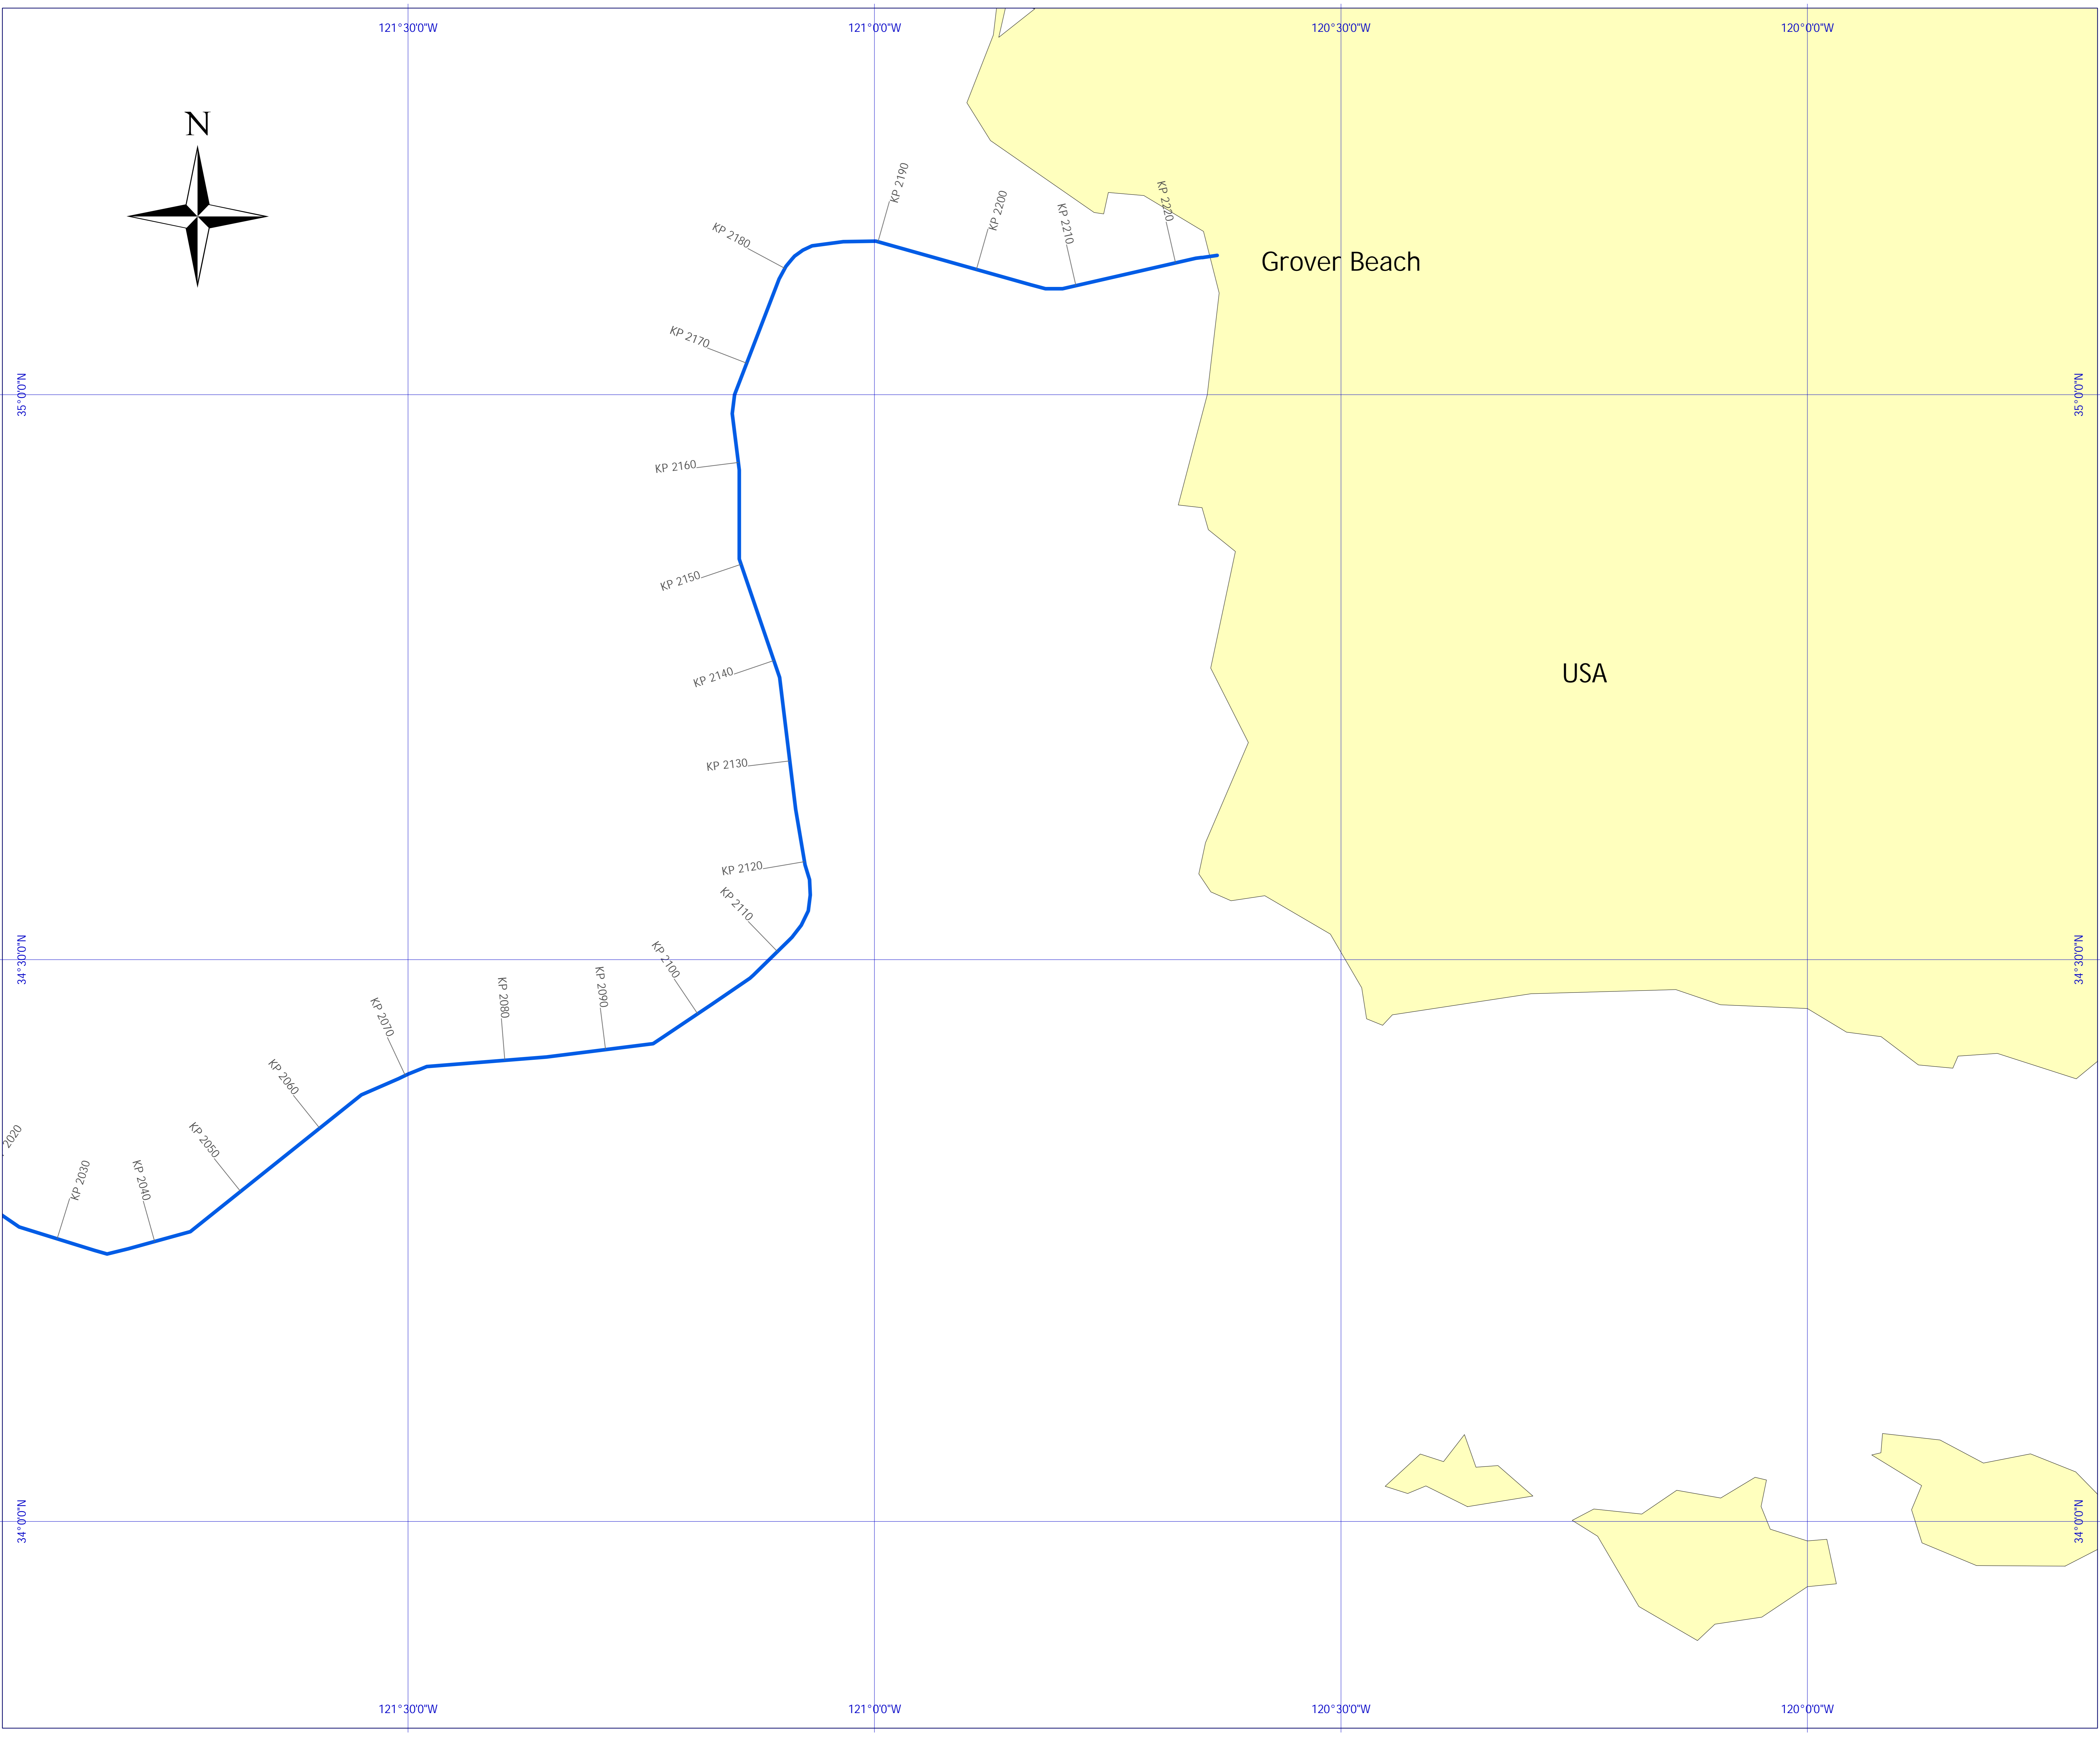 121°30'0"W
121°0'0"W
120°30'0"W
120°0'0"W
N
KP 2190
KP 2200
KP 2220
KP 2210
KP 2180
Grover Beach
KP 2170
35°0'0"N
35°0'0"N
KP 2160
KP 2150
KP 2140
USA
KP 2130
KP 2120
KP 2110
34°30'0"N
KP 2100
34°30'0"N
KP 2090
KP 2080
KP 2070
KP 2060
KP 2050
2020
KP 2030
KP 2040
34°0'0"N
34°0'0"N
121°30'0"W
121°0'0"W
120°30'0"W
120°0'0"W